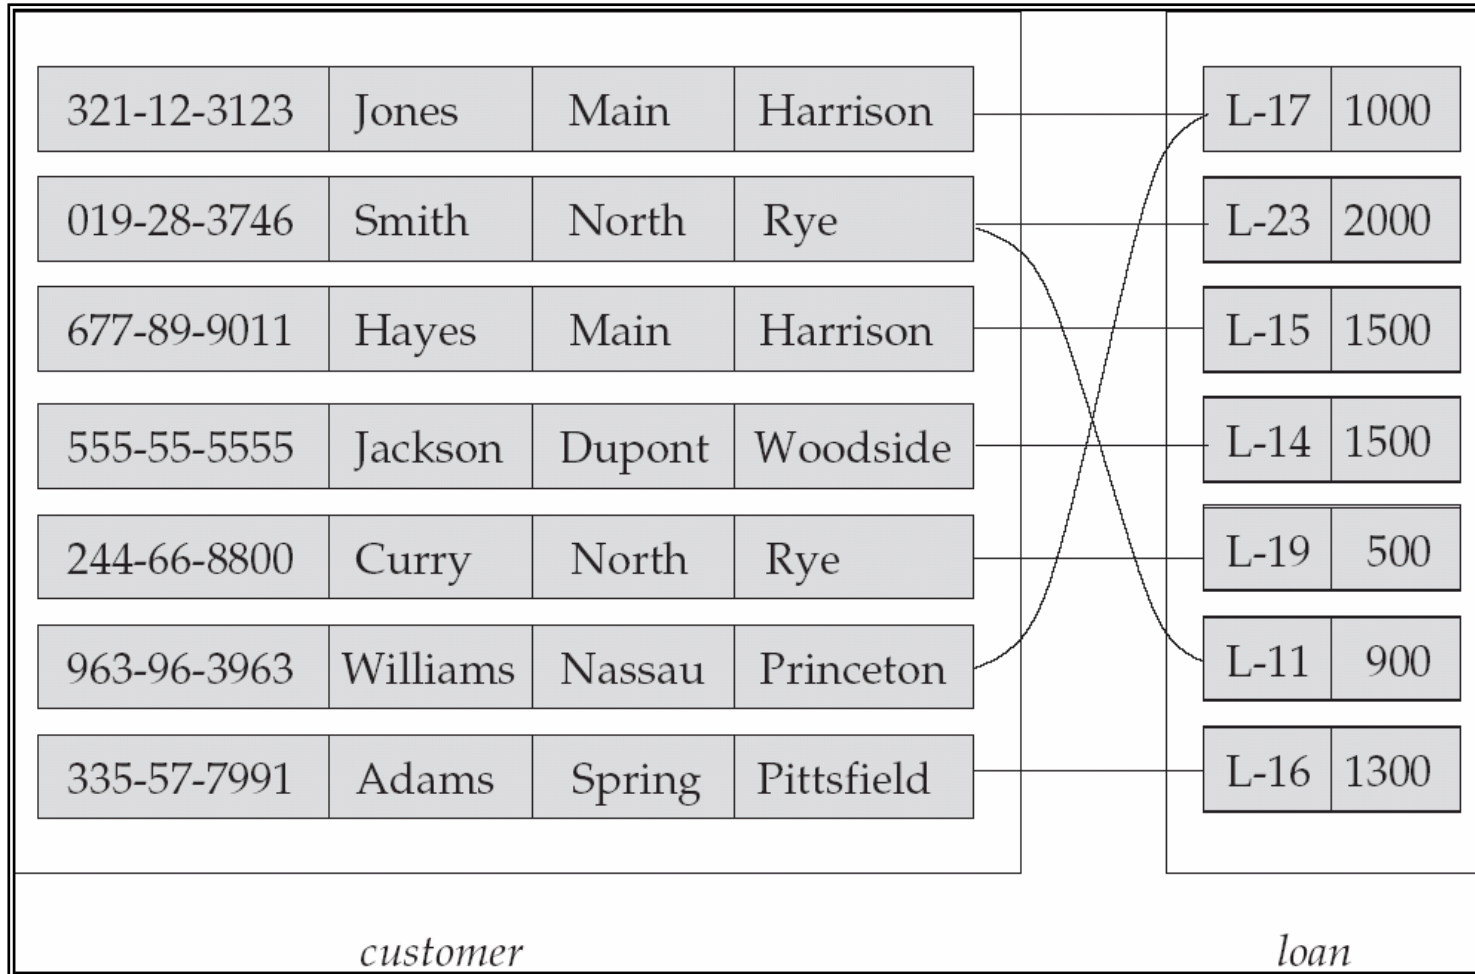 321-12-3123 Jones Main Harrison L-17 1000
019-28-3746 Smith North Rye L-23 2000
677-89-9011 Hayes Main Harrison L-15 1500
555-55-5555 Jackson Dupont Woodside L-14 1500
244-66-8800 Curry North Rye L-19 500
963-96-3963 Williams Nassau Princeton L-11 900
335-57-7991 Adams Spring Pittsfield L-16 1300
customer loan